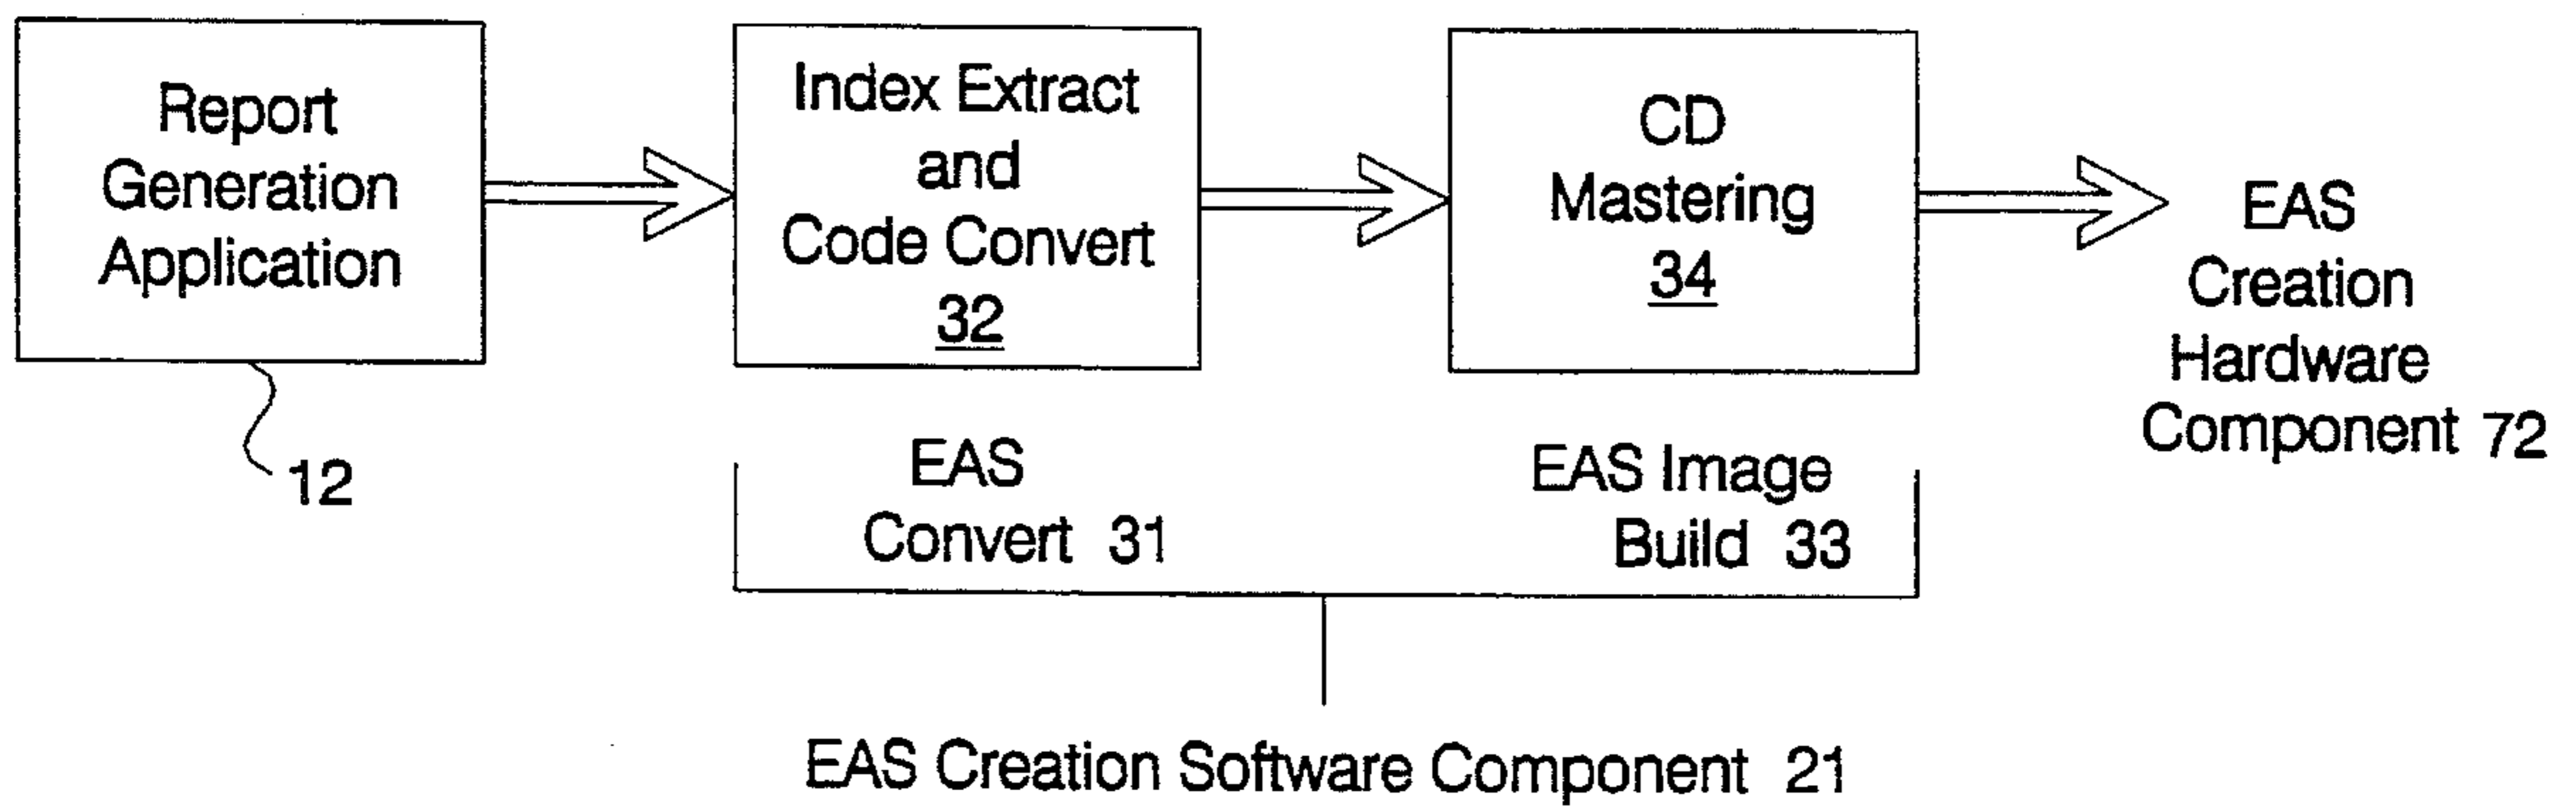 Report
Generation
Application
12
Index Extract
and
Code Convert
32
CD
Mastering
34
EAS
Creation
Hardware
Component 72
EAS
Convert 31
EAS Image
Build 33
EAS Creation Software Component 21